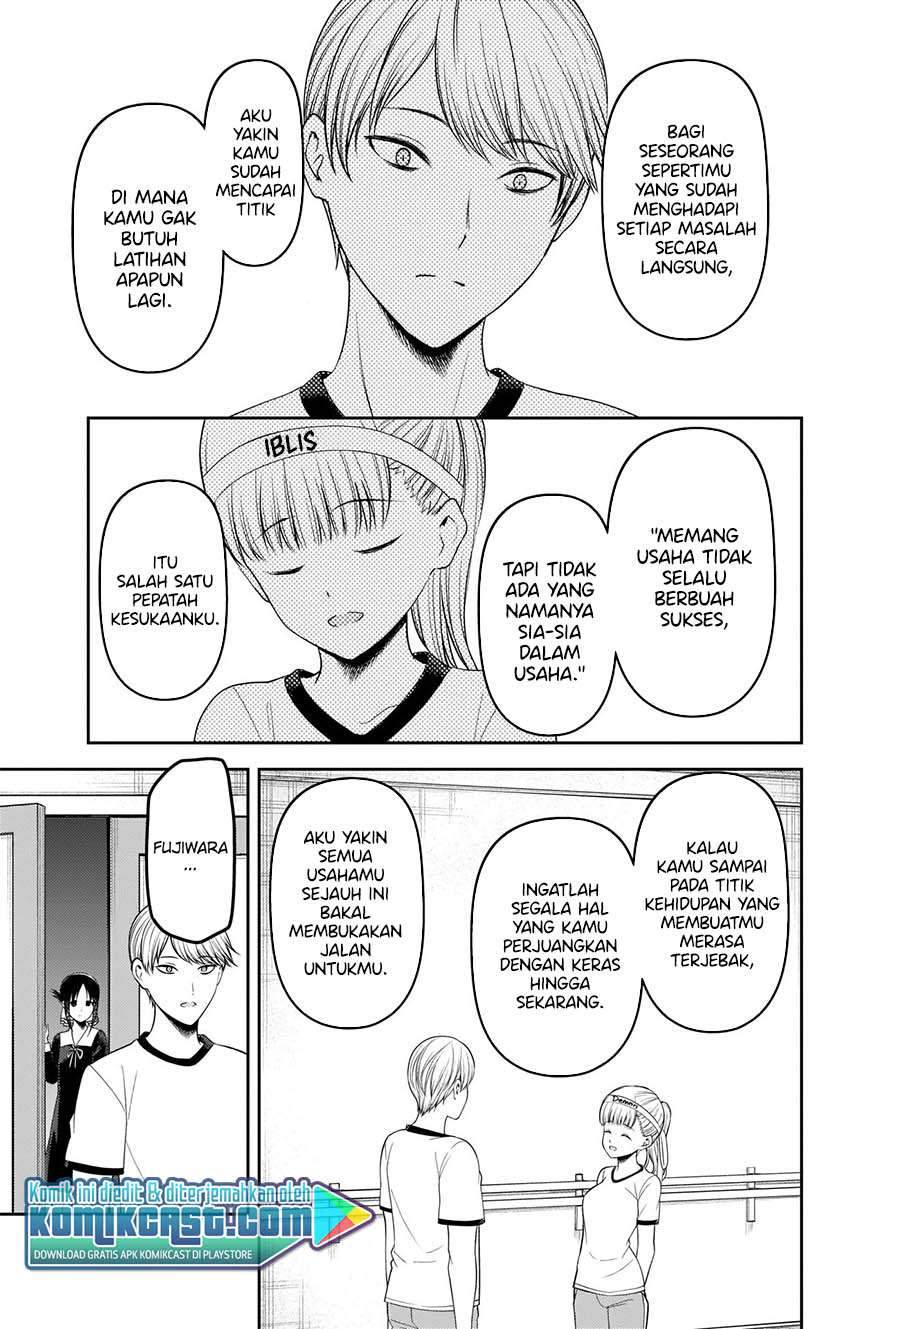 BAGI
SESEORANG
SEPERTIMU
YANG SUDAH
MENGHADAPI
SETIAP MASALAH
SECARA
LANGSUNG,
AKU
YAKIN
KAMU
SUDAH
MENCAPAI
TITIK
DI MANA
KAMU GAK
BUTUH
LATIHAN
APAPUN
LAGI.
IBLIS
"MEMANG
USAHA TIDAK
SELALU
BERBUAH
SUKSES,
TAPI TIDAK
ADA YANG
NAMANYA
SIA-SIA
DALAM
USAHA."
ITU
SALAH SATU
PEPATAH
KESUKAANKU.
KALAU
KAMU SAMPAI
PADA TITIK
KEHIDUPAN YANG
MEMBUATMU
MERASA
TERJEBAK,
INGATLAH
SEGALA HAL
YANG KAMU
PERJUANGKAN
DENGAN KERAS
HINGGA
SEKARANG.
AKU YAKIN
SEMUA
USAHAMU
SEJAUH INI
BAKAL
MEMBUKAKAN
JALAN
UNTUKMU.
Demon
FUJIWARA
...
Komik ini diedit & diterjemahkan oleh
komikcast.com
DOWNLOAD GRATIS APK KOMIKCAST DI PLAYSTORE